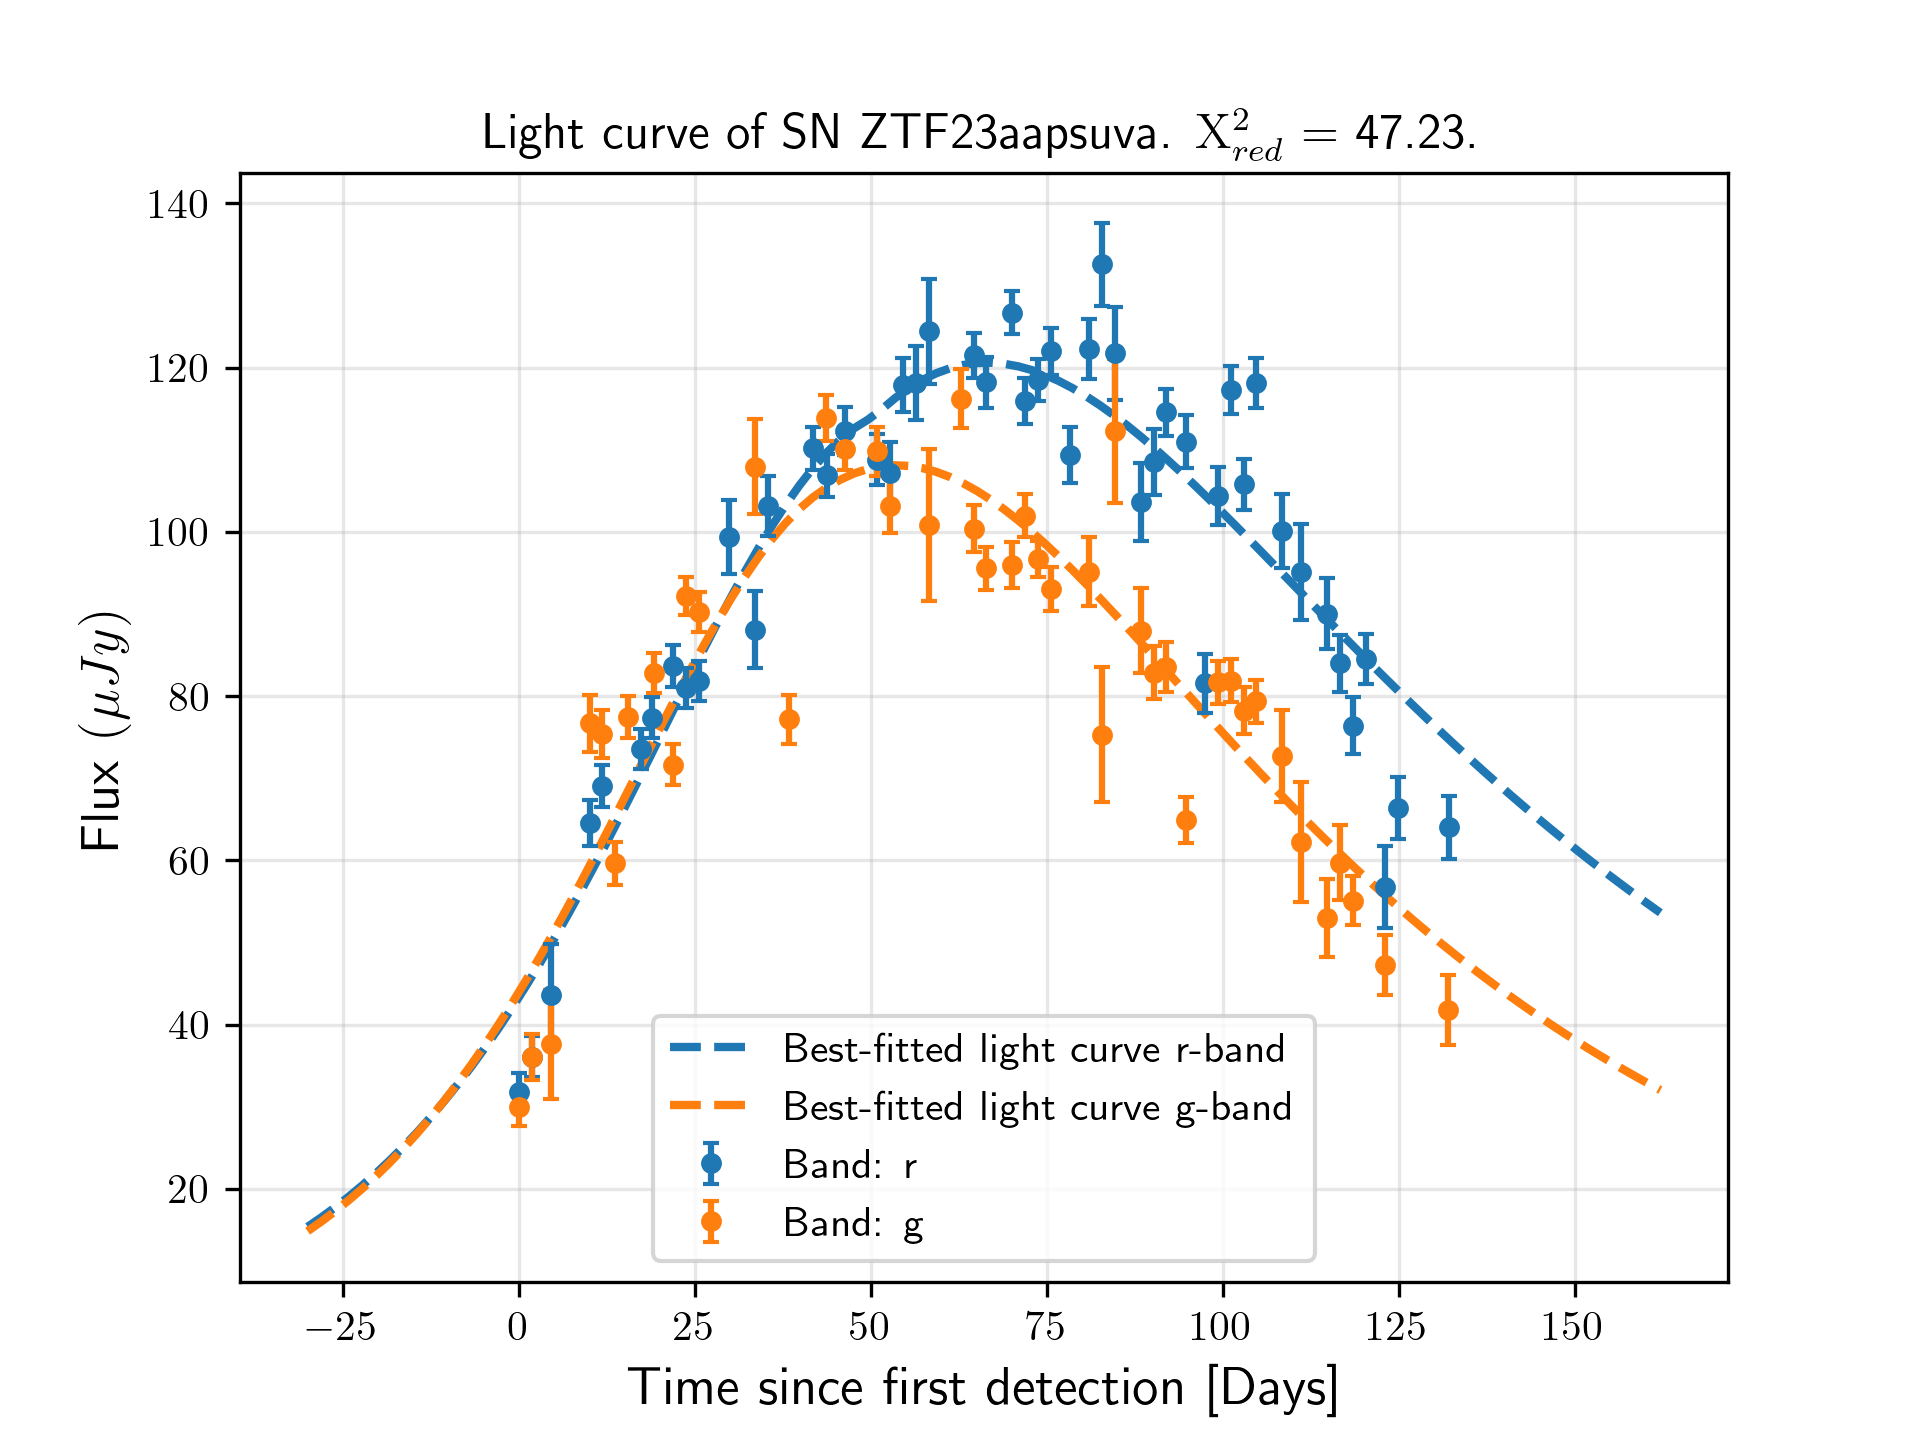 Light curve of SN ZTF23aapsuva. X²_red = 47.23.
140
120
100
80
60
40
20
Flux (μJy)
Best-fitted light curve r-band
Best-fitted light curve g-band
Band: r
Band: g
−25 0 25 50 75 100 125 150
Time since first detection [Days]